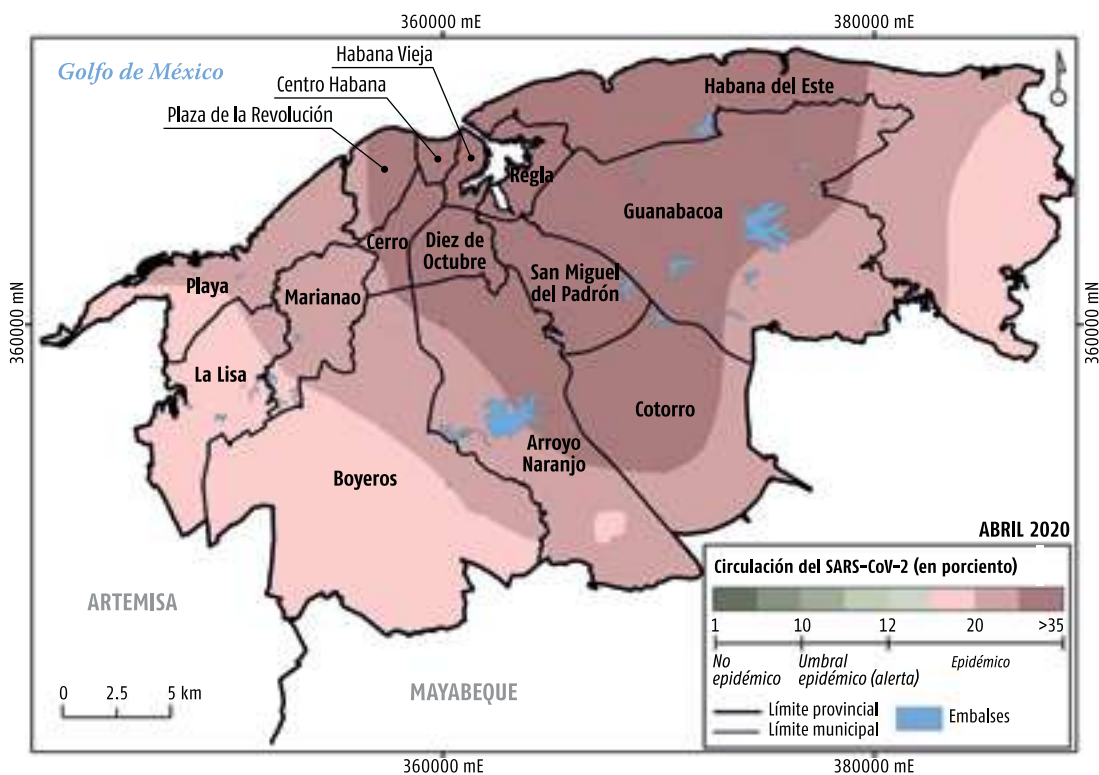 360000 mE
380000 mE
Golfo de México
Habana Vieja
Centro Habana
Plaza de la Revolución
Habana del Este
Regla
Guanabacoa
Cerro
Diez de
Octubre
San Miguel
del Padrón
Playa
Marianao
360000 mN
360000 mN
La Lisa
Cotorro
Arroyo
Naranjo
Boyeros
ABRIL 2020
Circulación del SARS-CoV-2 (en porciento)
1 10 12 20 >35
No
epidémico
Umbral
epidémico (alerta)
Epidémico
Límite provincial
Límite municipal
Embalses
ARTEMISA
MAYABEQUE
0 2.5 5 km
360000 mE
380000 mE